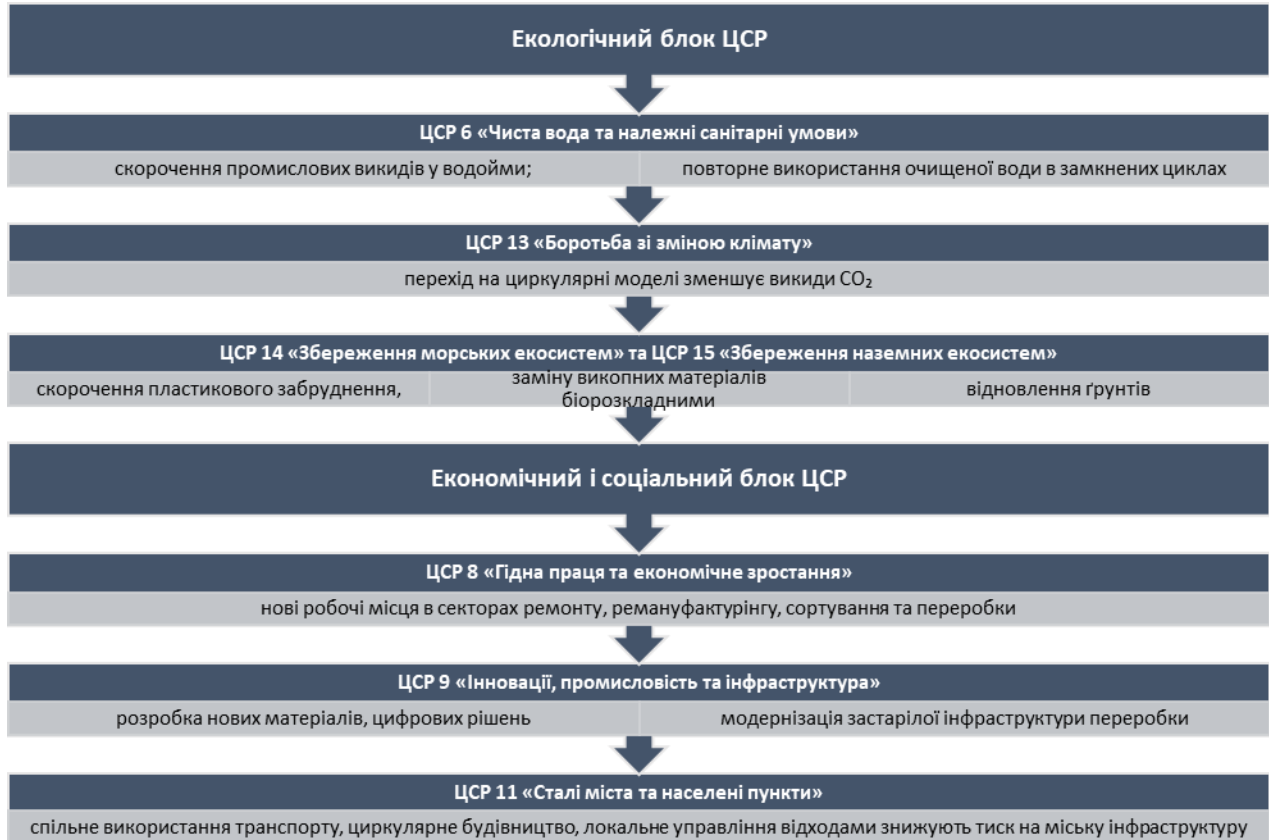 Екологічний блок ЦСР
ЦСР 6 «Чиста вода та належні санітарні умови»
скорочення промислових викидів у водойми;
повторне використання очищеної води в замкнених циклах
ЦСР 13 «Боротьба зі зміною клімату»
перехід на циркулярні моделі зменшує викиди CO₂
ЦСР 14 «Збереження морських екосистем» та ЦСР 15 «Збереження наземних екосистем»
скорочення пластикового забруднення,
заміну викопних матеріалів
біорозкладними
відновлення ґрунтів
Економічний і соціальний блок ЦСР
ЦСР 8 «Гідна праця та економічне зростання»
нові робочі місця в секторах ремонту, ремануфактурінгу, сортування та переробки
ЦСР 9 «Інновації, промисловість та інфраструктура»
розробка нових матеріалів, цифрових рішень
модернізація застарілої інфраструктури переробки
ЦСР 11 «Сталі міста та населені пункти»
спільне використання транспорту, циркулярне будівництво, локальне управління відходами знижують тиск на міську інфраструктуру